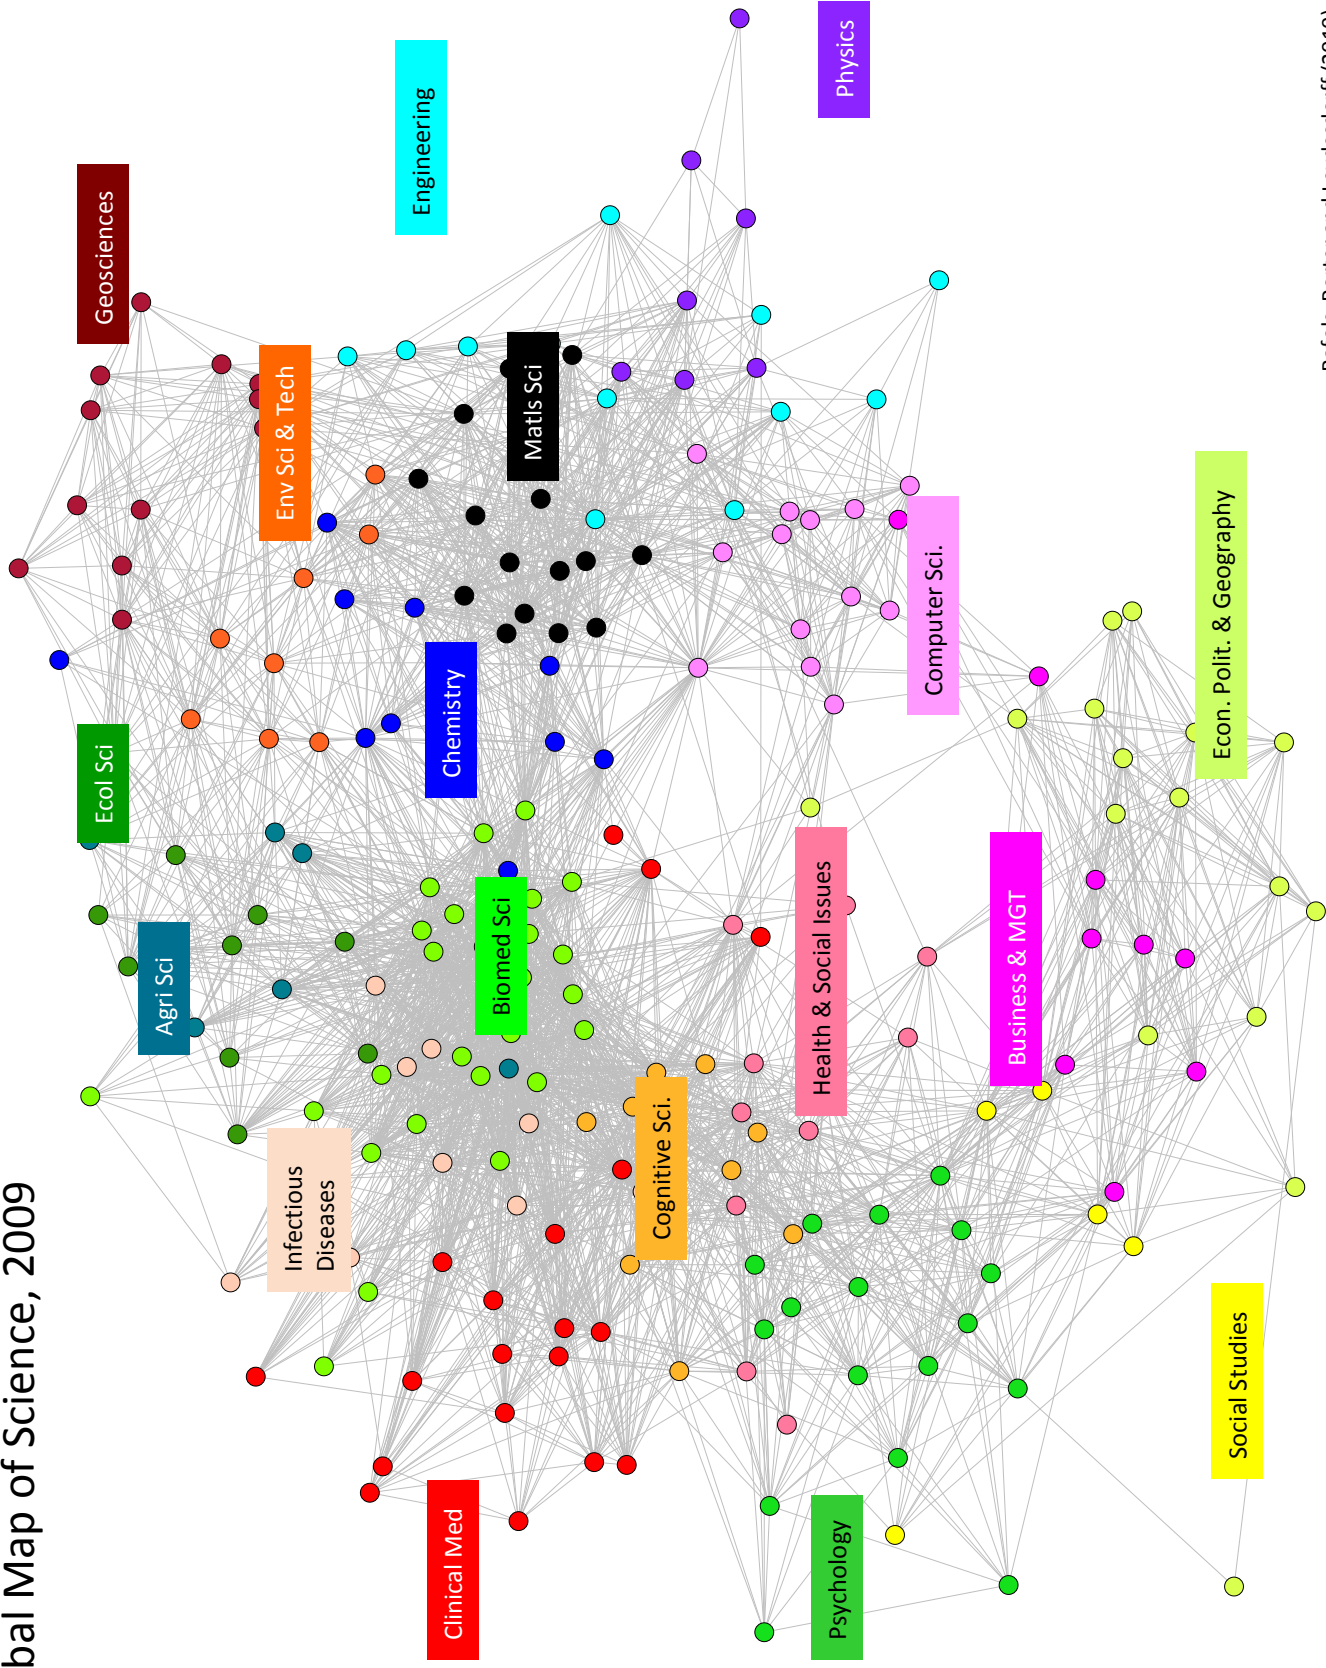 bal Map of Science, 2009
Clinical Med
Infectious
Diseases
Agri Sci
Ecol Sci
Geosciences
Env Sci & Tech
Engineering
Chemistry
Biomed Sci
Matls Sci
Cognitive Sci.
Psychology
Health & Social Issues
Computer Sci.
Physics
Business & MGT
Social Studies
Econ. Polit. & Geography